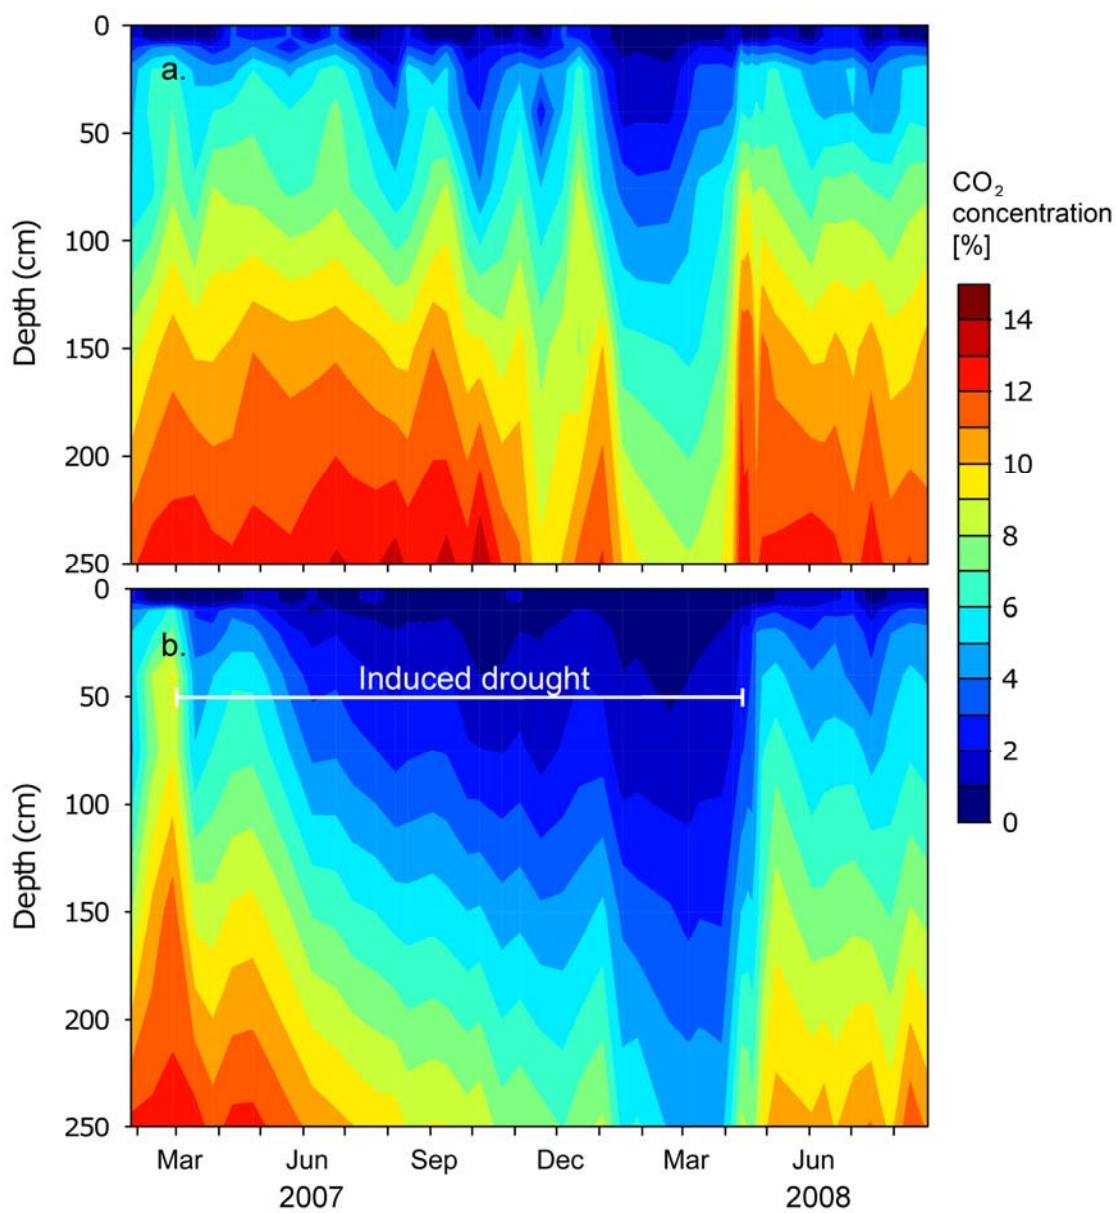 0
50
100
150
200
250
Depth (cm)
a.
CO₂
concentration
[%]
14
12
10
8
6
4
2
0
0
50
100
150
200
250
Depth (cm)
b.
Induced drought
Mar Jun Sep Dec Mar Jun
2007 2008